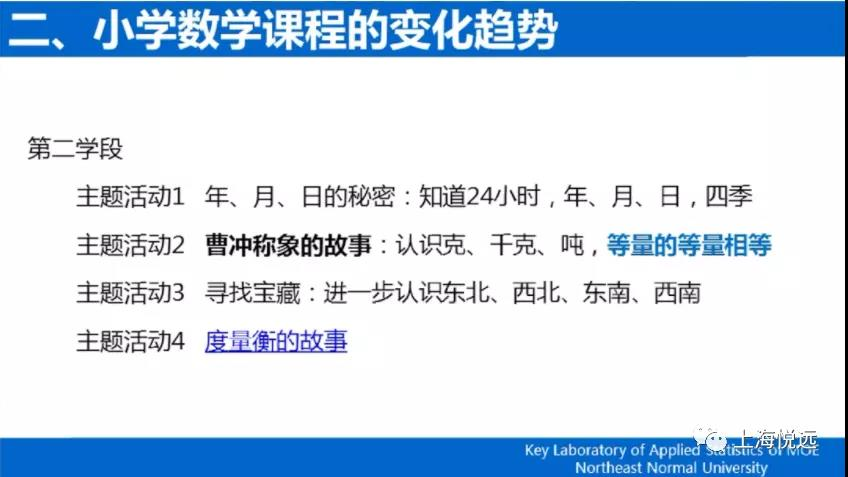 二、小学数学课程的变化趋势
第二学段
主题活动1 年、月、日的秘密：知道24小时，年、月、日，四季
主题活动2 曹冲称象的故事：认识克、千克、吨，等量的等量相等
主题活动3 寻找宝藏：进一步认识东北、西北、东南、西南
主题活动4 度量衡的故事
上海悦远
Key Laboratory of Applied Statistics of MOE
Northeast Normal University